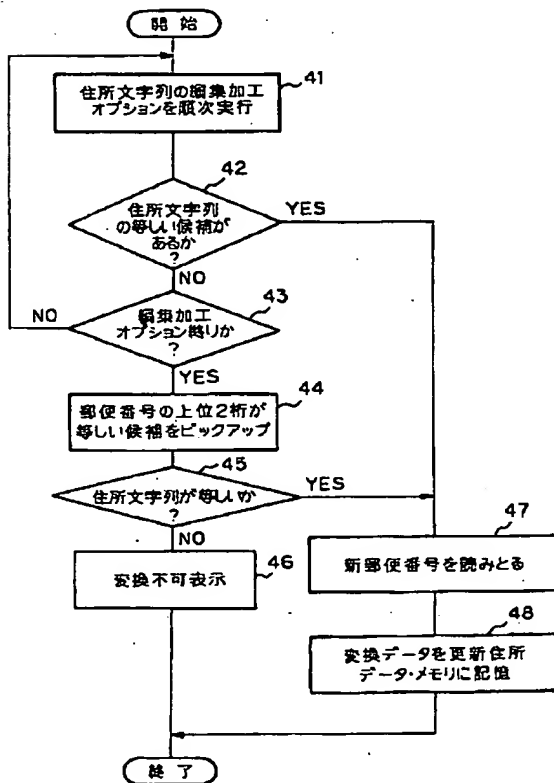 開始
41
住所文字列の編集加工
オプションを順次実行
42
住所文字列
の等しい候補が
あるか
?
YES
NO
43
編集加工
オプション終りか
?
NO
YES
44
郵便番号の上位2桁が
等しい候補をピックアップ
45
住所文字列が等しいか
?
YES
NO
46
変換不可表示
47
新郵便番号を読みとる
48
変換データを更新住所
データ・メモリに記憶
終了